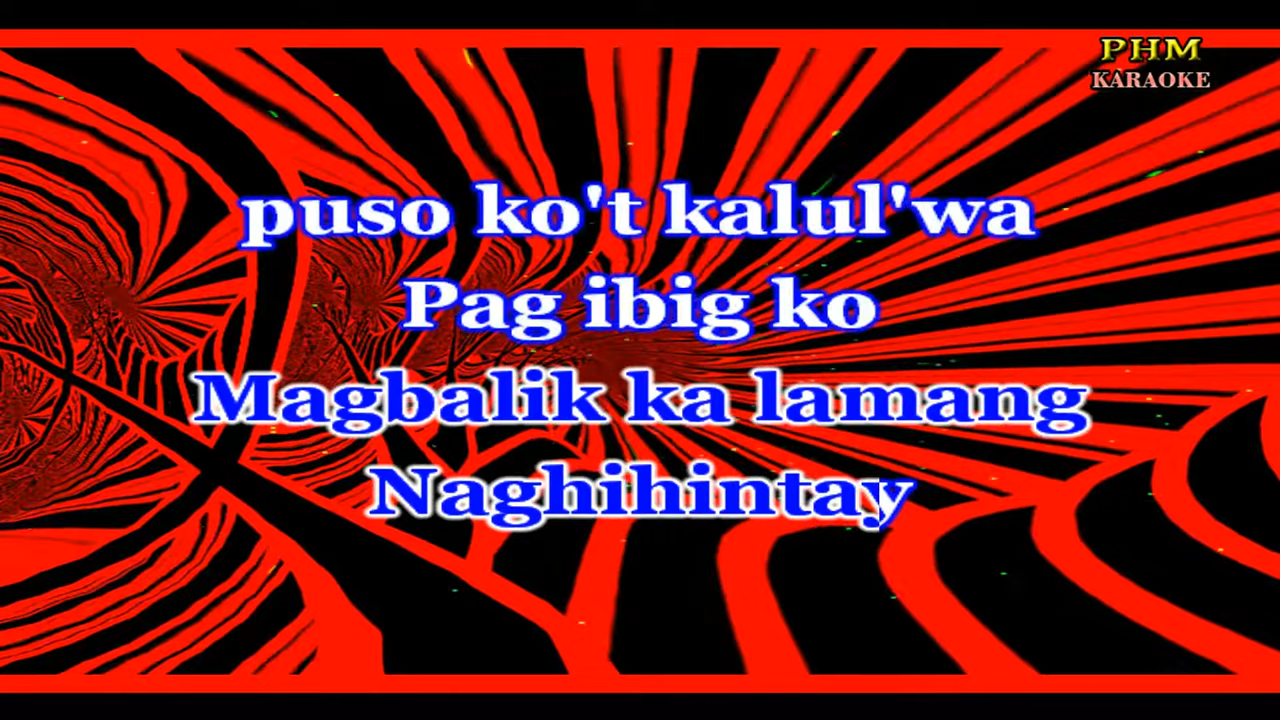 PHM
KARAOKE
puso ko't kalul'wa
Pag ibig ko
Magbalik ka lamang
Naghihintay